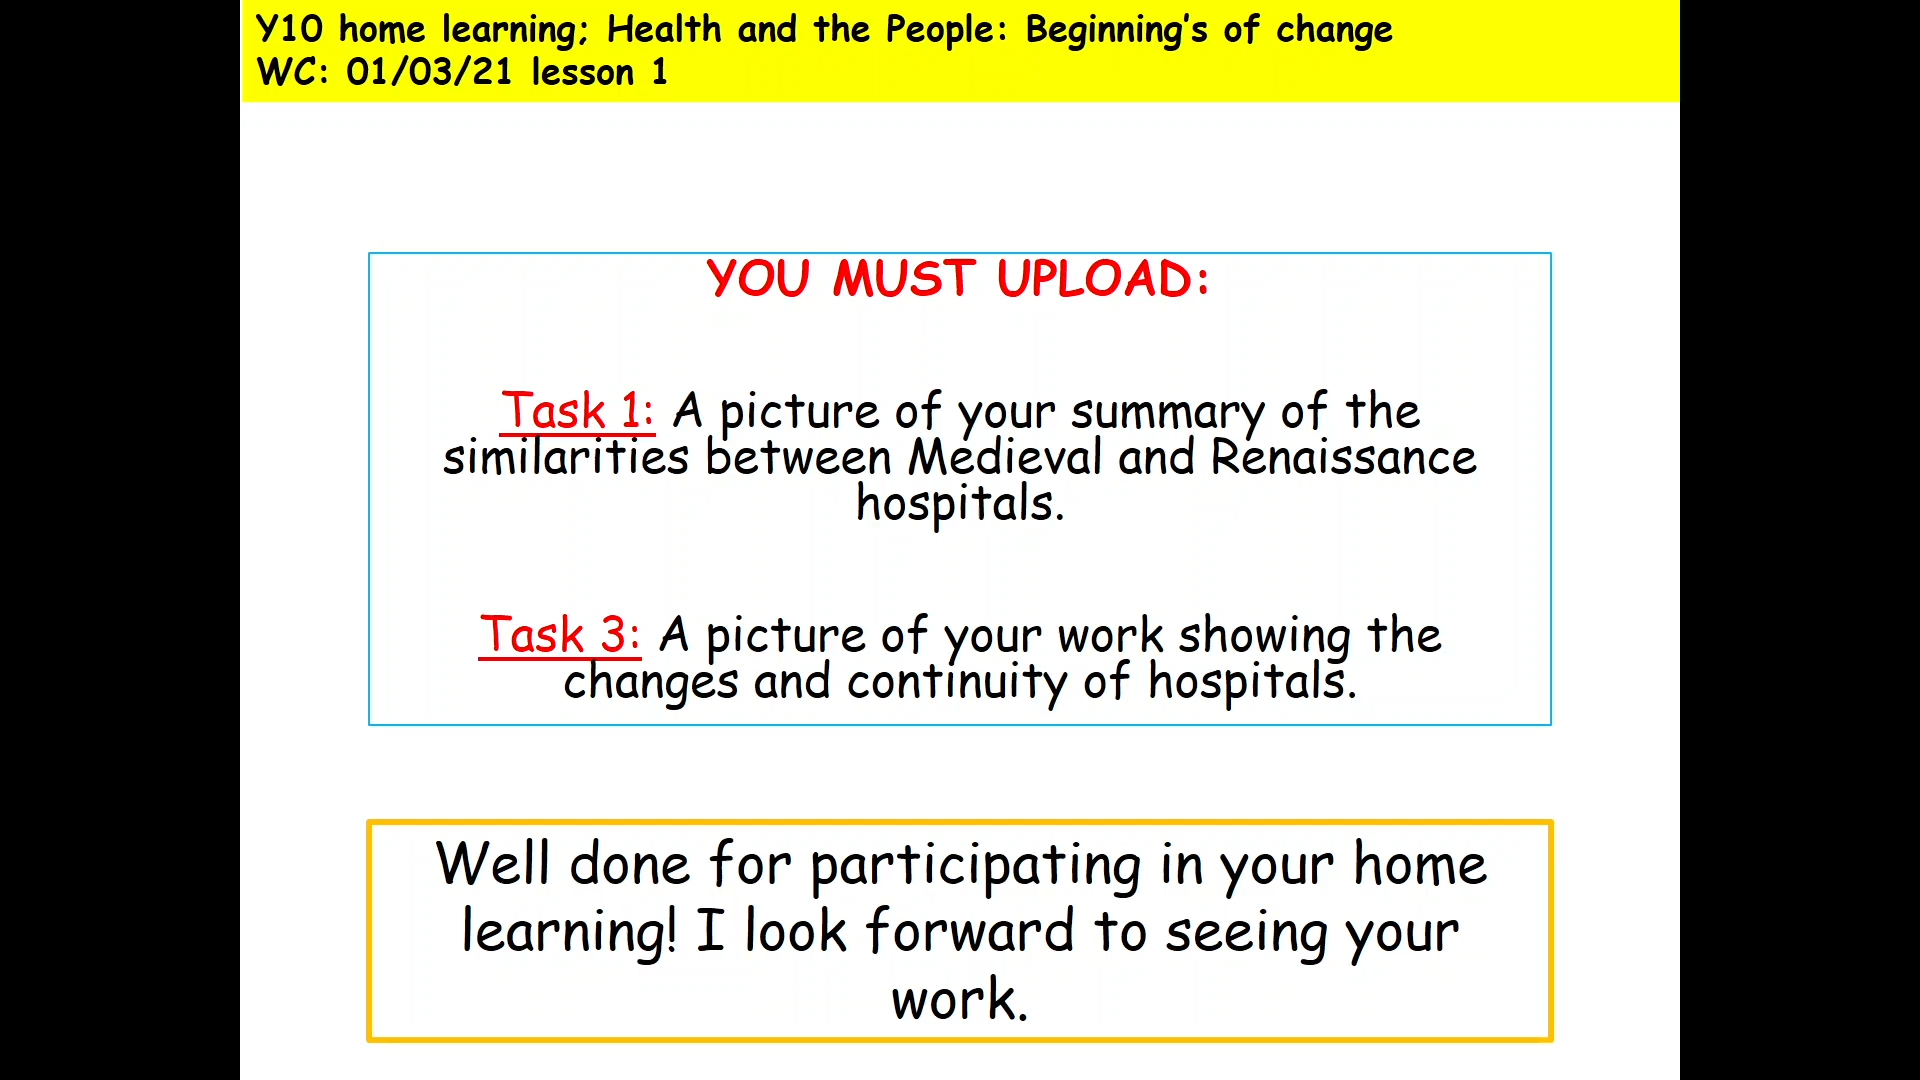 Y10 home learning; Health and the People: Beginning's of change
WC: 01/03/21 lesson 1
YOU MUST UPLOAD:
Task 1: A picture of your summary of the
similarities between Medieval and Renaissance
hospitals.
Task 3: A picture of your work showing the
changes and continuity of hospitals.
Well done for participating in your home
learning! I look forward to seeing your
work.